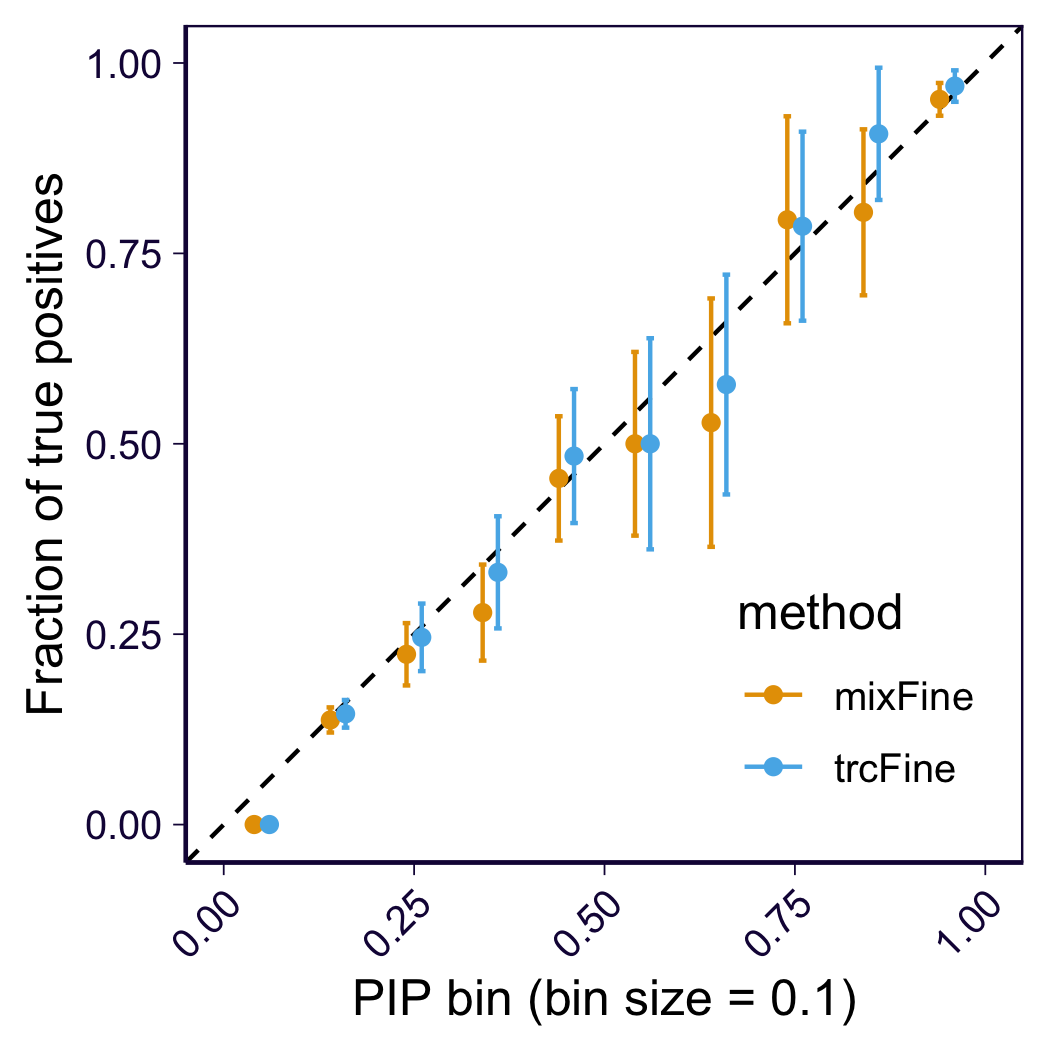 Fraction of true positives
1.00
0.75
0.50
0.25
0.00
method
mixFine
trcFine
0.00
0.25
0.50
0.75
1.00
PIP bin (bin size = 0.1)